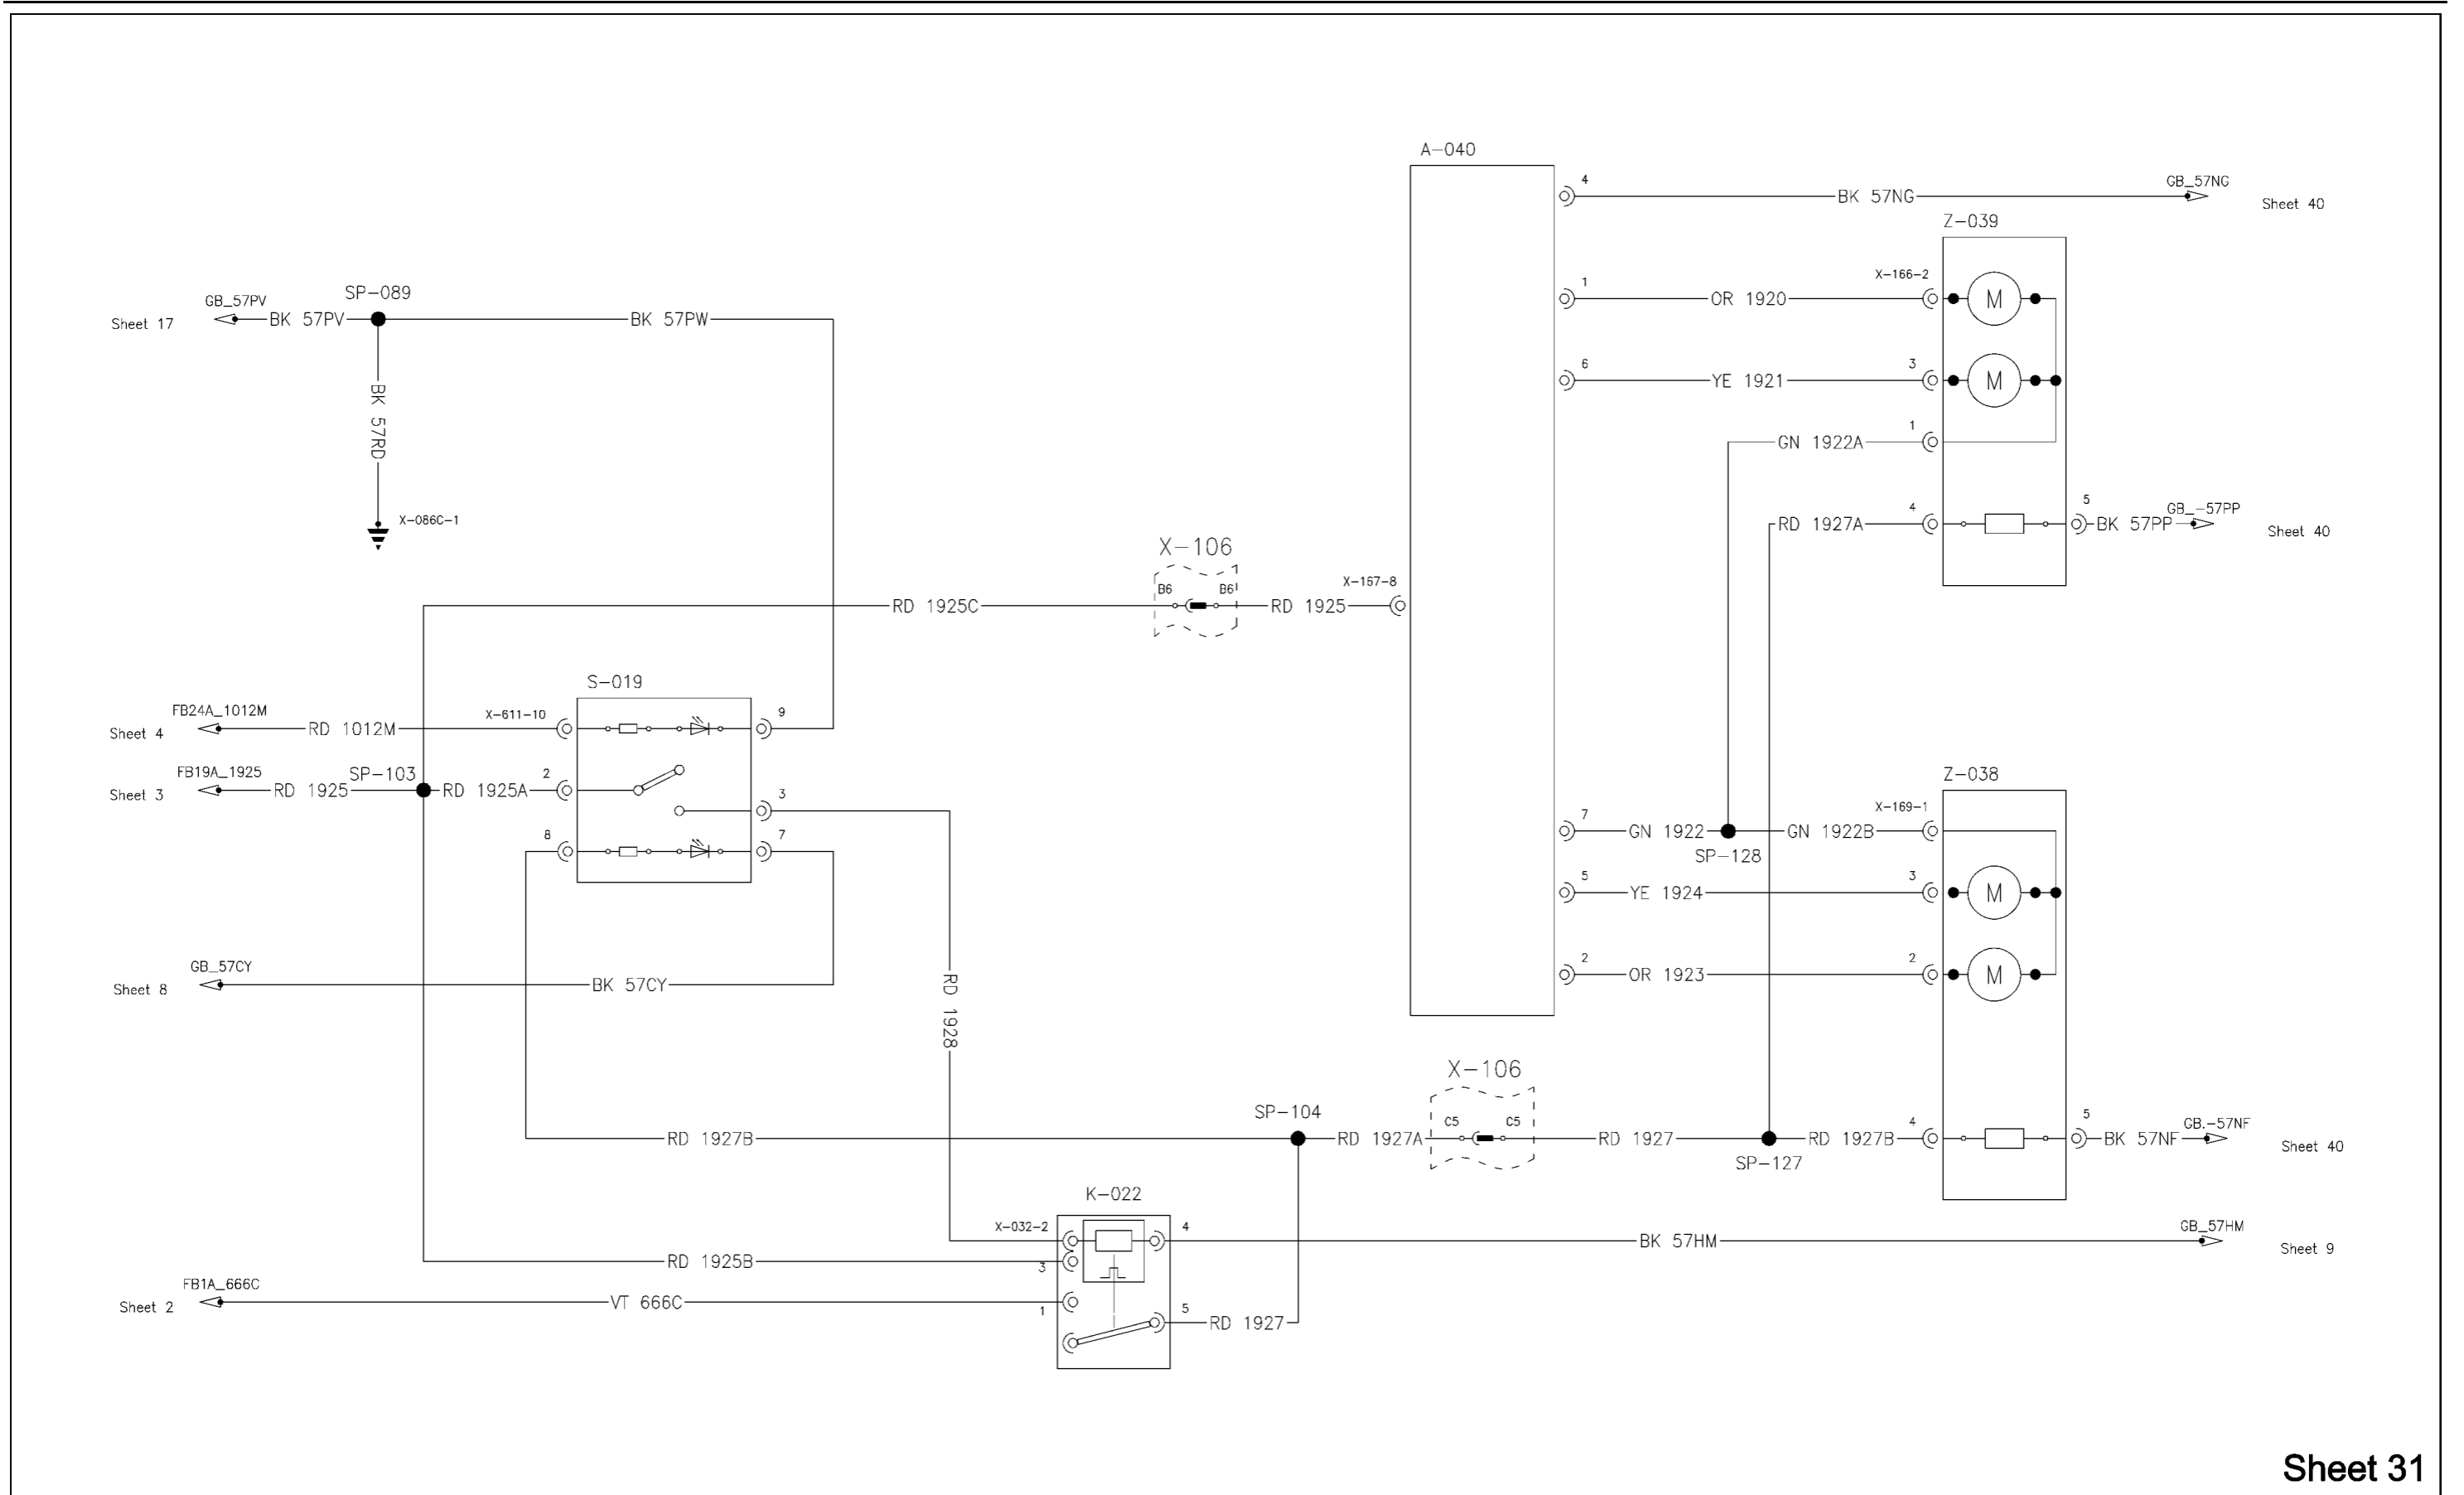 A-040
4
BK 57NG
GB_57NG
Sheet 40
Z-039
X-166-2
1
OR 1920
M
GB_57PV
SP-089
Sheet 17
BK 57PV
BK 57PW
6
YE 1921
3
M
BK 57RD
1
GN 1922A
X-086C-1
RD 1927A
4
5
GB_-57PP
BK 57PP
Sheet 40
X-106
B6
B6
X-167-8
RD 1925C
RD 1925
S-019
FB24A_1012M
X-611-10
9
Sheet 4
RD 1012M
FB19A_1925
SP-103
2
Sheet 3
RD 1925
RD 1925A
3
Z-038
X-169-1
8
7
7
GN 1922
GN 1922B
SP-128
5
YE 1924
3
M
GB_57CY
Sheet 8
BK 57CY
2
OR 1923
2
M
RD 1928
X-106
SP-104
C5
C5
RD 1927B
RD 1927A
RD 1927
SP-127
RD 1927B
4
5
GB.-57NF
BK 57NF
Sheet 40
K-022
X-032-2
4
BK 57HM
GB_57HM
Sheet 9
RD 1925B
3
FB1A_666C
Sheet 2
VT 666C
1
5
RD 1927
Sheet 31